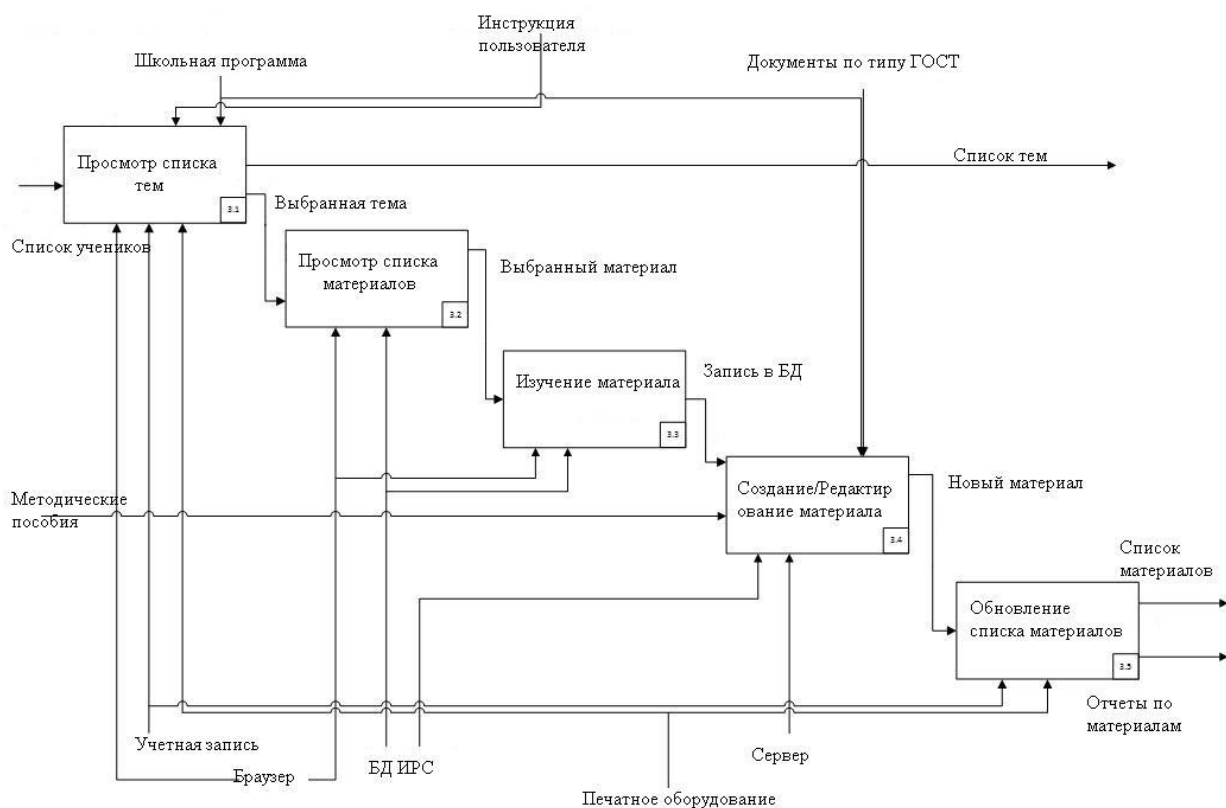 Инструкция
пользователя
Школьная программа
Документы по типу ГОСТ
Просмотр списка
тем
3.1
Список тем
Выбранная тема
Список учеников
Просмотр списка
материалов
3.2
Выбранный материал
Изучение материала
3.3
Запись в БД
Методические
пособия
Создание/Редактир
ование материала
3.4
Новый материал
Список
материалов
Обновление
списка материалов
3.5
Отчеты по
материалам
Учетная запись
Браузер
БД ИРС
Сервер
Печатное оборудование